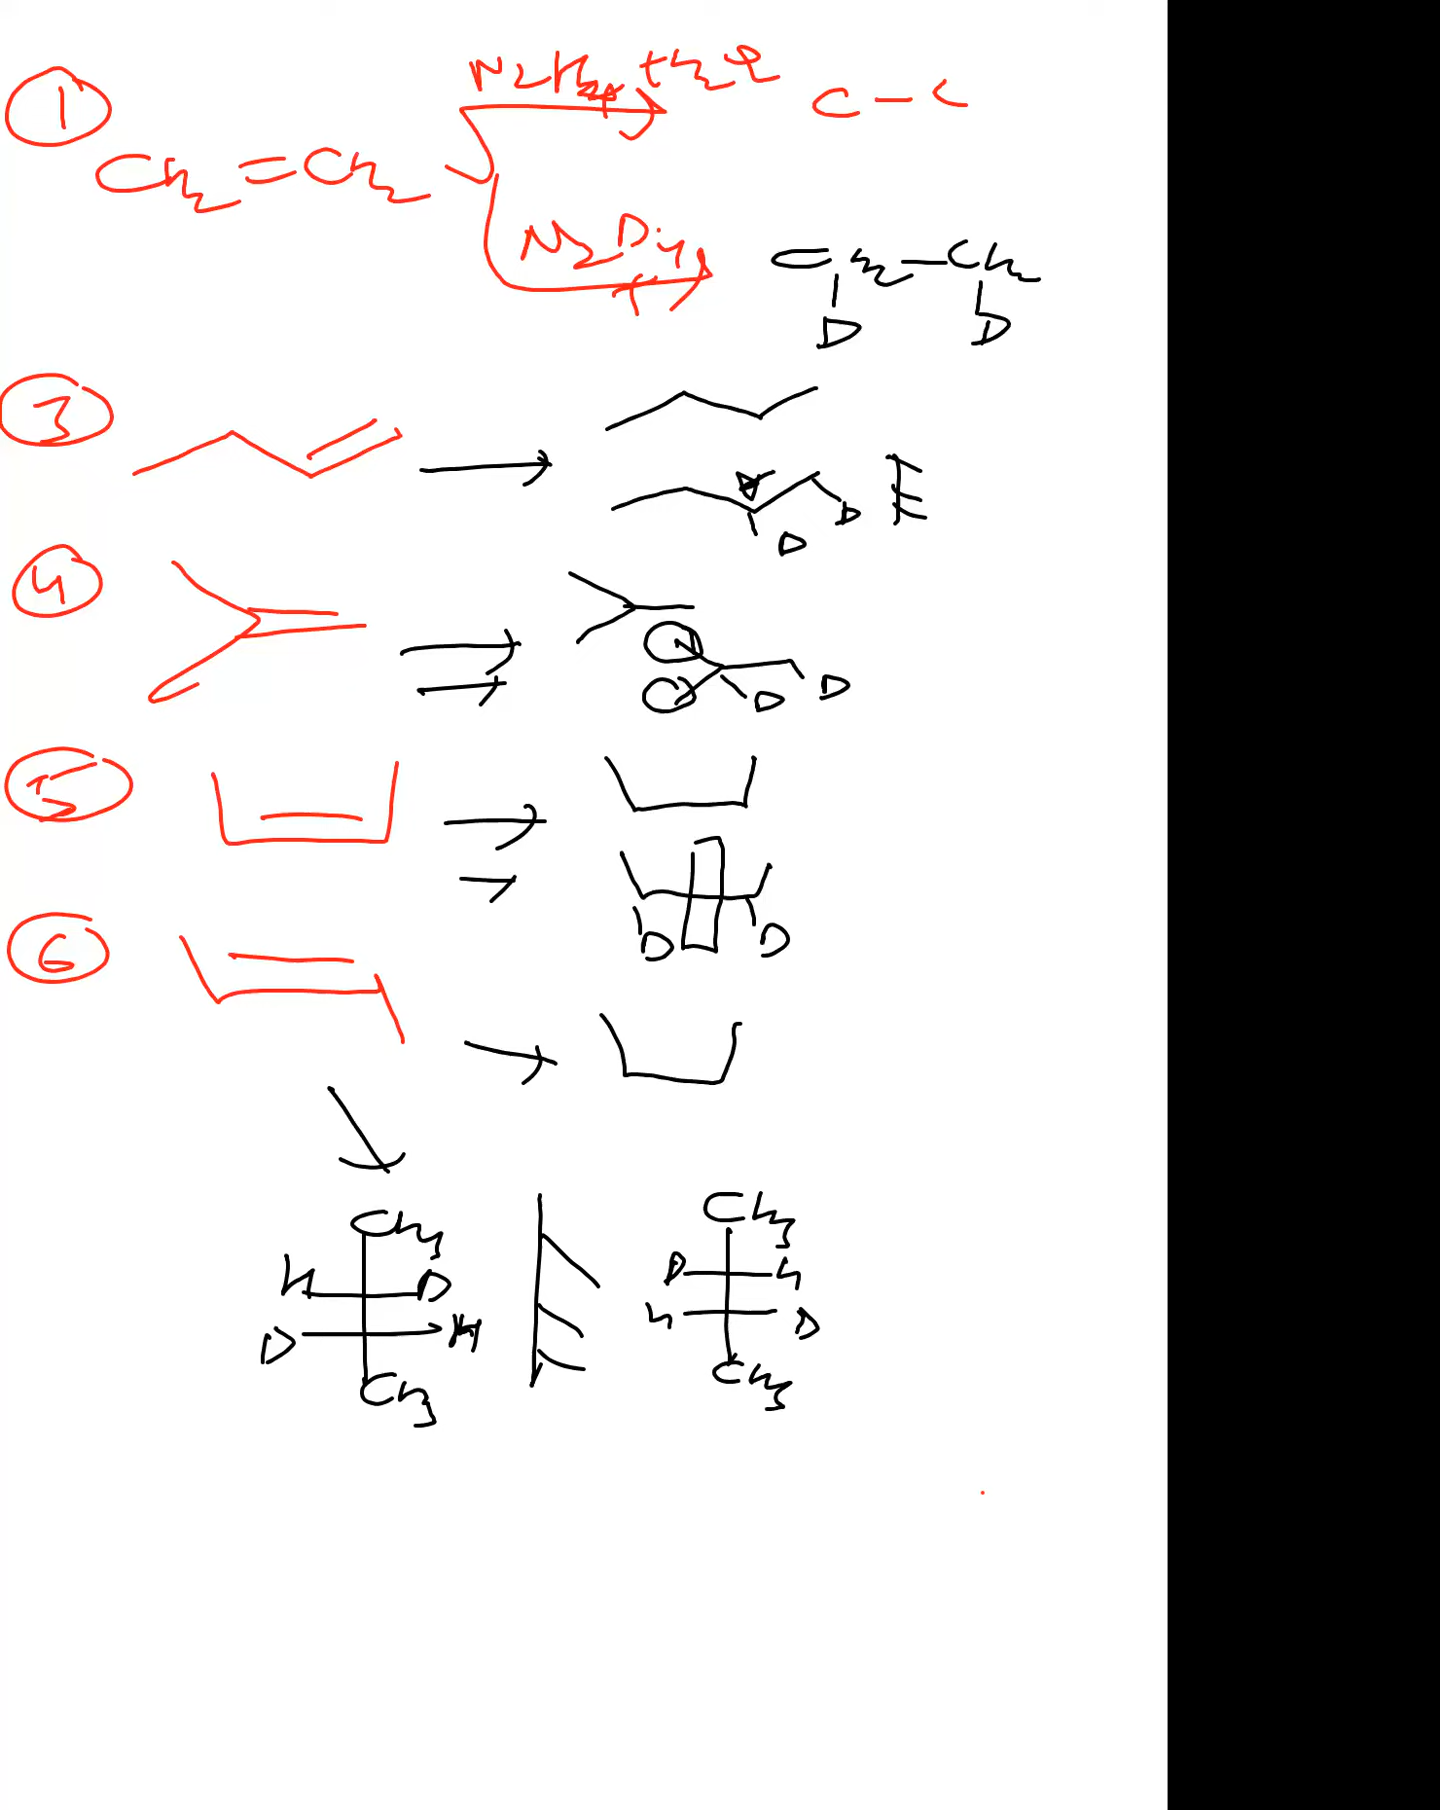 1
N2H4 + H2O2 C-C
CH2=CH2
N2D4
CH2-CH2
D D
3
D D
4
D D
5
D D
6
CH3 CH3
H D D H
D H H D
CH3 CH3